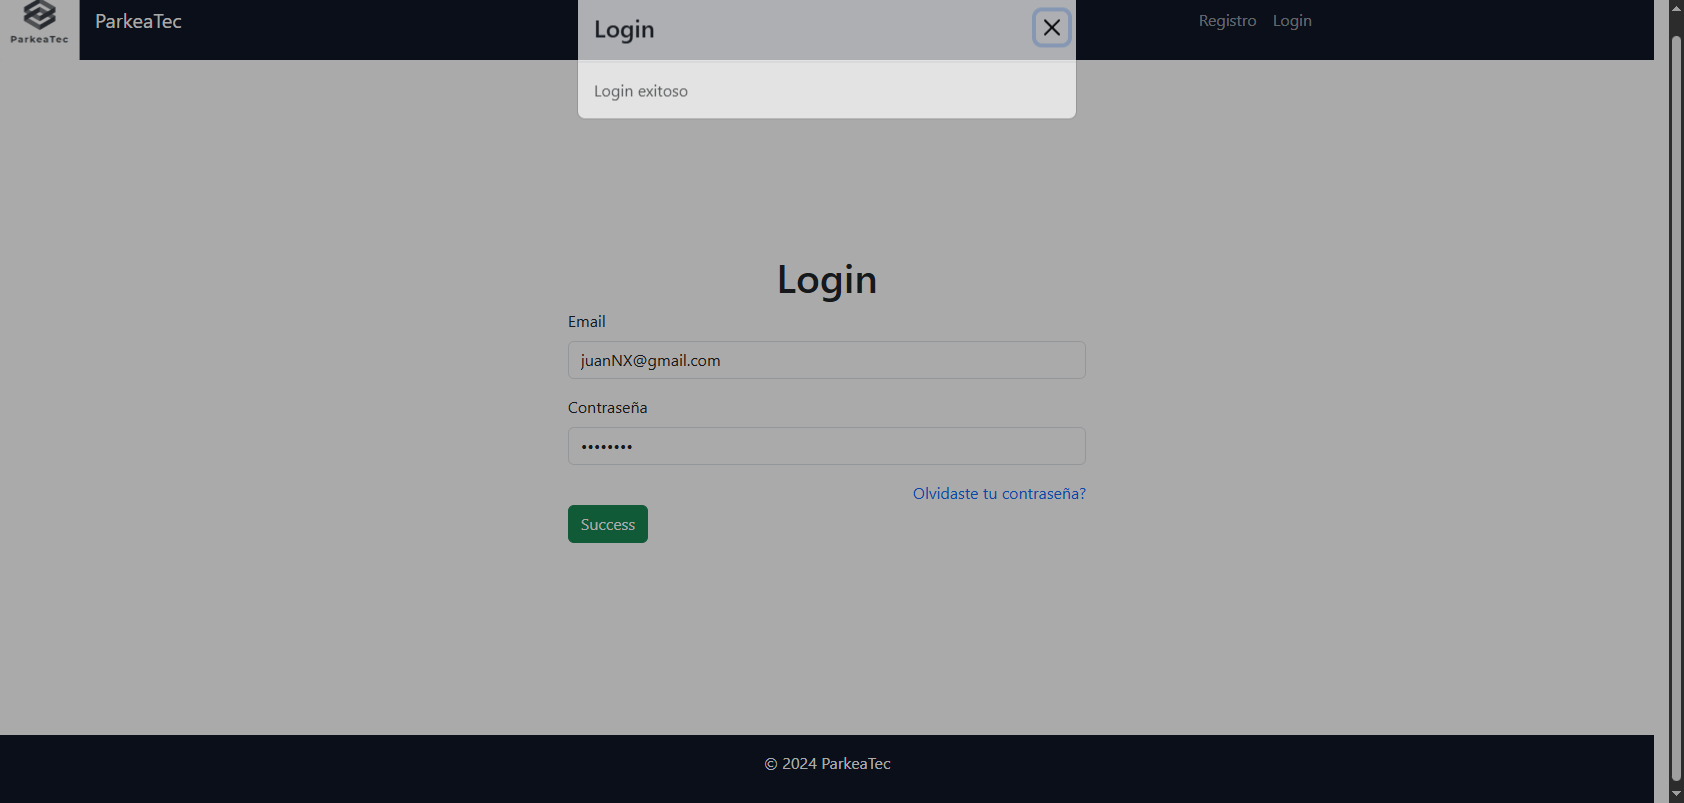 ParkeaTec
ParkeaTec
Login
Registro Login
Login exitoso
Login
Email
juanNX@gmail.com
Contraseña
••••••••
Olvidaste tu contraseña?
Success
© 2024 ParkeaTec